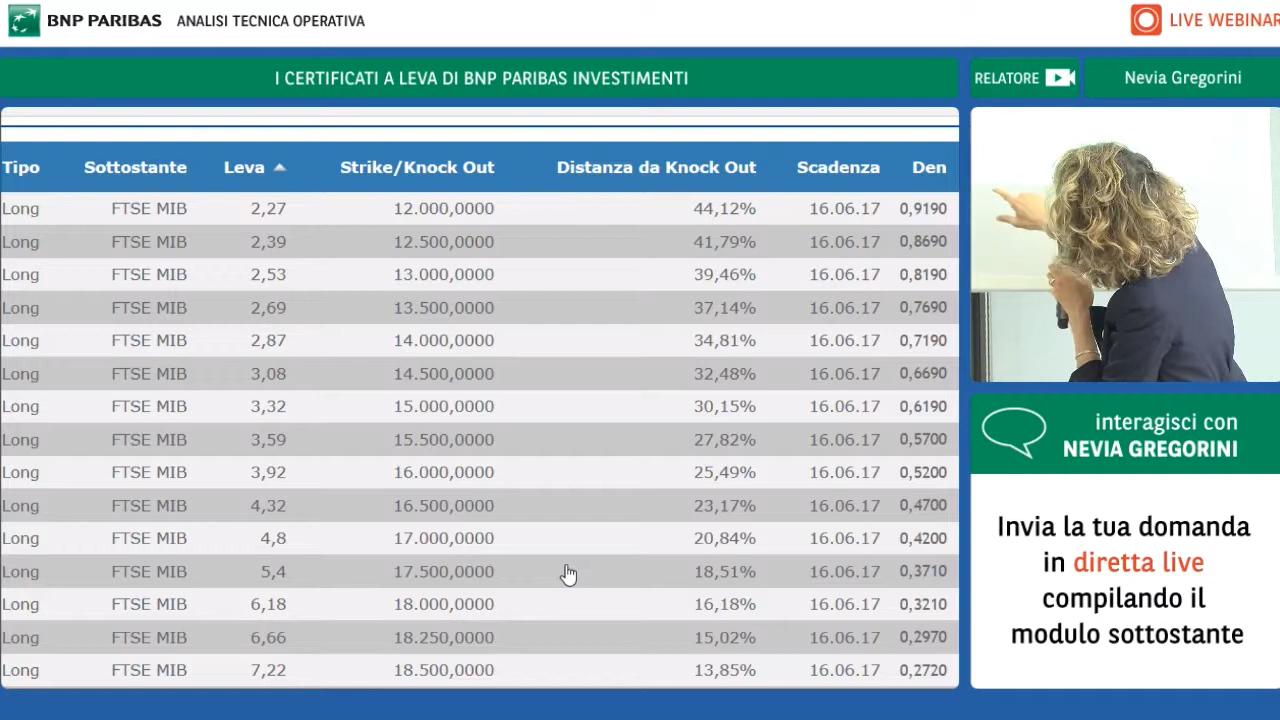 BNP PARIBAS ANALISI TECNICA OPERATIVA
LIVE WEBINAR
I CERTIFICATI A LEVA DI BNP PARIBAS INVESTIMENTI
RELATORE
Nevia Gregorini
Tipo Sottostante Leva Strike/Knock Out Distanza da Knock Out Scadenza Den
Long FTSE MIB 2,27 12.000,0000 44,12% 16.06.17 0,9190
Long FTSE MIB 2,39 12.500,0000 41,79% 16.06.17 0,8690
Long FTSE MIB 2,53 13.000,0000 39,46% 16.06.17 0,8190
Long FTSE MIB 2,69 13.500,0000 37,14% 16.06.17 0,7690
Long FTSE MIB 2,87 14.000,0000 34,81% 16.06.17 0,7190
Long FTSE MIB 3,08 14.500,0000 32,48% 16.06.17 0,6690
Long FTSE MIB 3,32 15.000,0000 30,15% 16.06.17 0,6190
Long FTSE MIB 3,59 15.500,0000 27,82% 16.06.17 0,5700
Long FTSE MIB 3,92 16.000,0000 25,49% 16.06.17 0,5200
Long FTSE MIB 4,32 16.500,0000 23,17% 16.06.17 0,4700
Long FTSE MIB 4,8 17.000,0000 20,84% 16.06.17 0,4200
Long FTSE MIB 5,4 17.500,0000 18,51% 16.06.17 0,3710
Long FTSE MIB 6,18 18.000,0000 16,18% 16.06.17 0,3210
Long FTSE MIB 6,66 18.250,0000 15,02% 16.06.17 0,2970
Long FTSE MIB 7,22 18.500,0000 13,85% 16.06.17 0,2720
interagisci con
NEVIA GREGORINI
Invia la tua domanda
in diretta live
compilando il
modulo sottostante